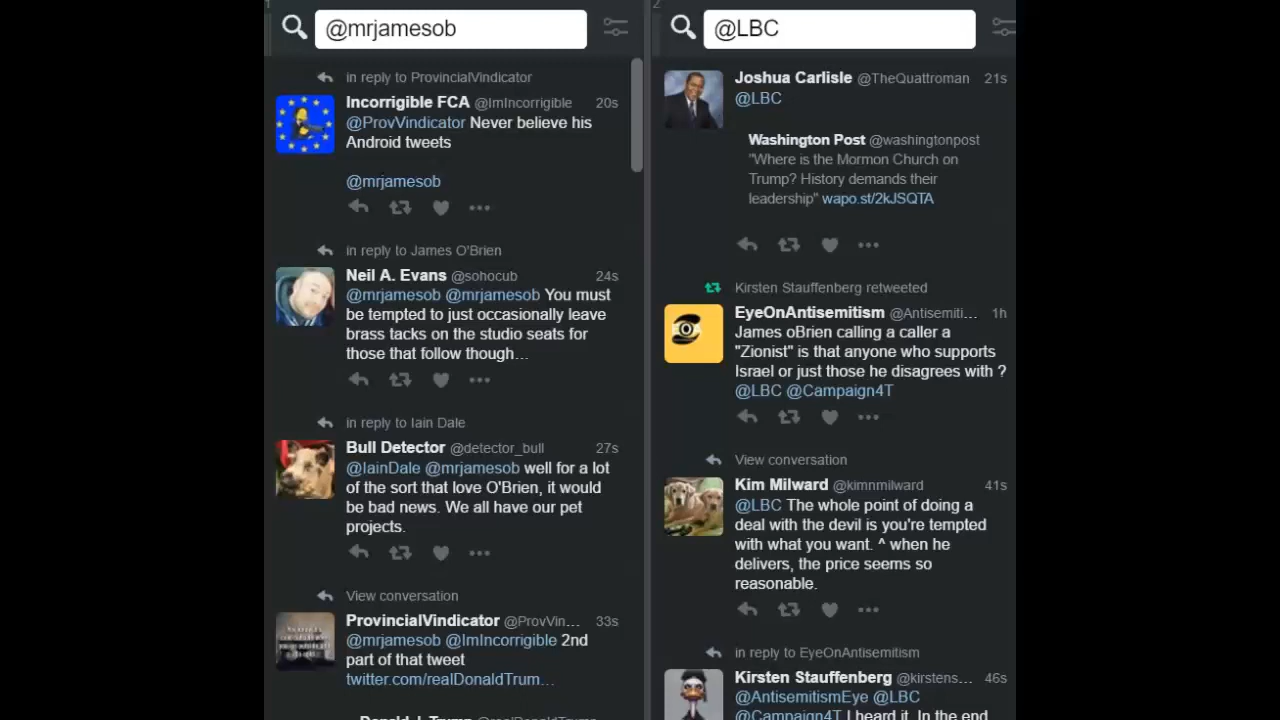 1
@mrjamesob
in reply to ProvincialVindicator
Incorrigible FCA @ImIncorrigible 20s
@ProvVindicator Never believe his
Android tweets
@mrjamesob
in reply to James O'Brien
Neil A. Evans @sohocub 24s
@mrjamesob @mrjamesob You must
be tempted to just occasionally leave
brass tacks on the studio seats for
those that follow though...
in reply to Iain Dale
Bull Detector @detector_bull 27s
@IainDale @mrjamesob well for a lot
of the sort that love O'Brien, it would
be bad news. We all have our pet
projects.
View conversation
ProvincialVindicator @ProvVin... 33s
@mrjamesob @ImIncorrigible 2nd
part of that tweet
twitter.com/realDonaldTrum...
Donald J. Trump @realDonaldTrump
2
@LBC
Joshua Carlisle @TheQuattroman 21s
@LBC
Washington Post @washingtonpost
"Where is the Mormon Church on
Trump? History demands their
leadership" wapo.st/2kJSQTA
Kirsten Stauffenberg retweeted
EyeOnAntisemitism @Antisemiti... 1h
James oBrien calling a caller a
"Zionist" is that anyone who supports
Israel or just those he disagrees with ?
@LBC @Campaign4T
View conversation
Kim Milward @kimnmilward 41s
@LBC The whole point of doing a
deal with the devil is you're tempted
with what you want. ^ when he
delivers, the price seems so
reasonable.
in reply to EyeOnAntisemitism
Kirsten Stauffenberg @kirstens... 46s
@AntisemitismEye @LBC
@Campaign4T I heard it. In the end